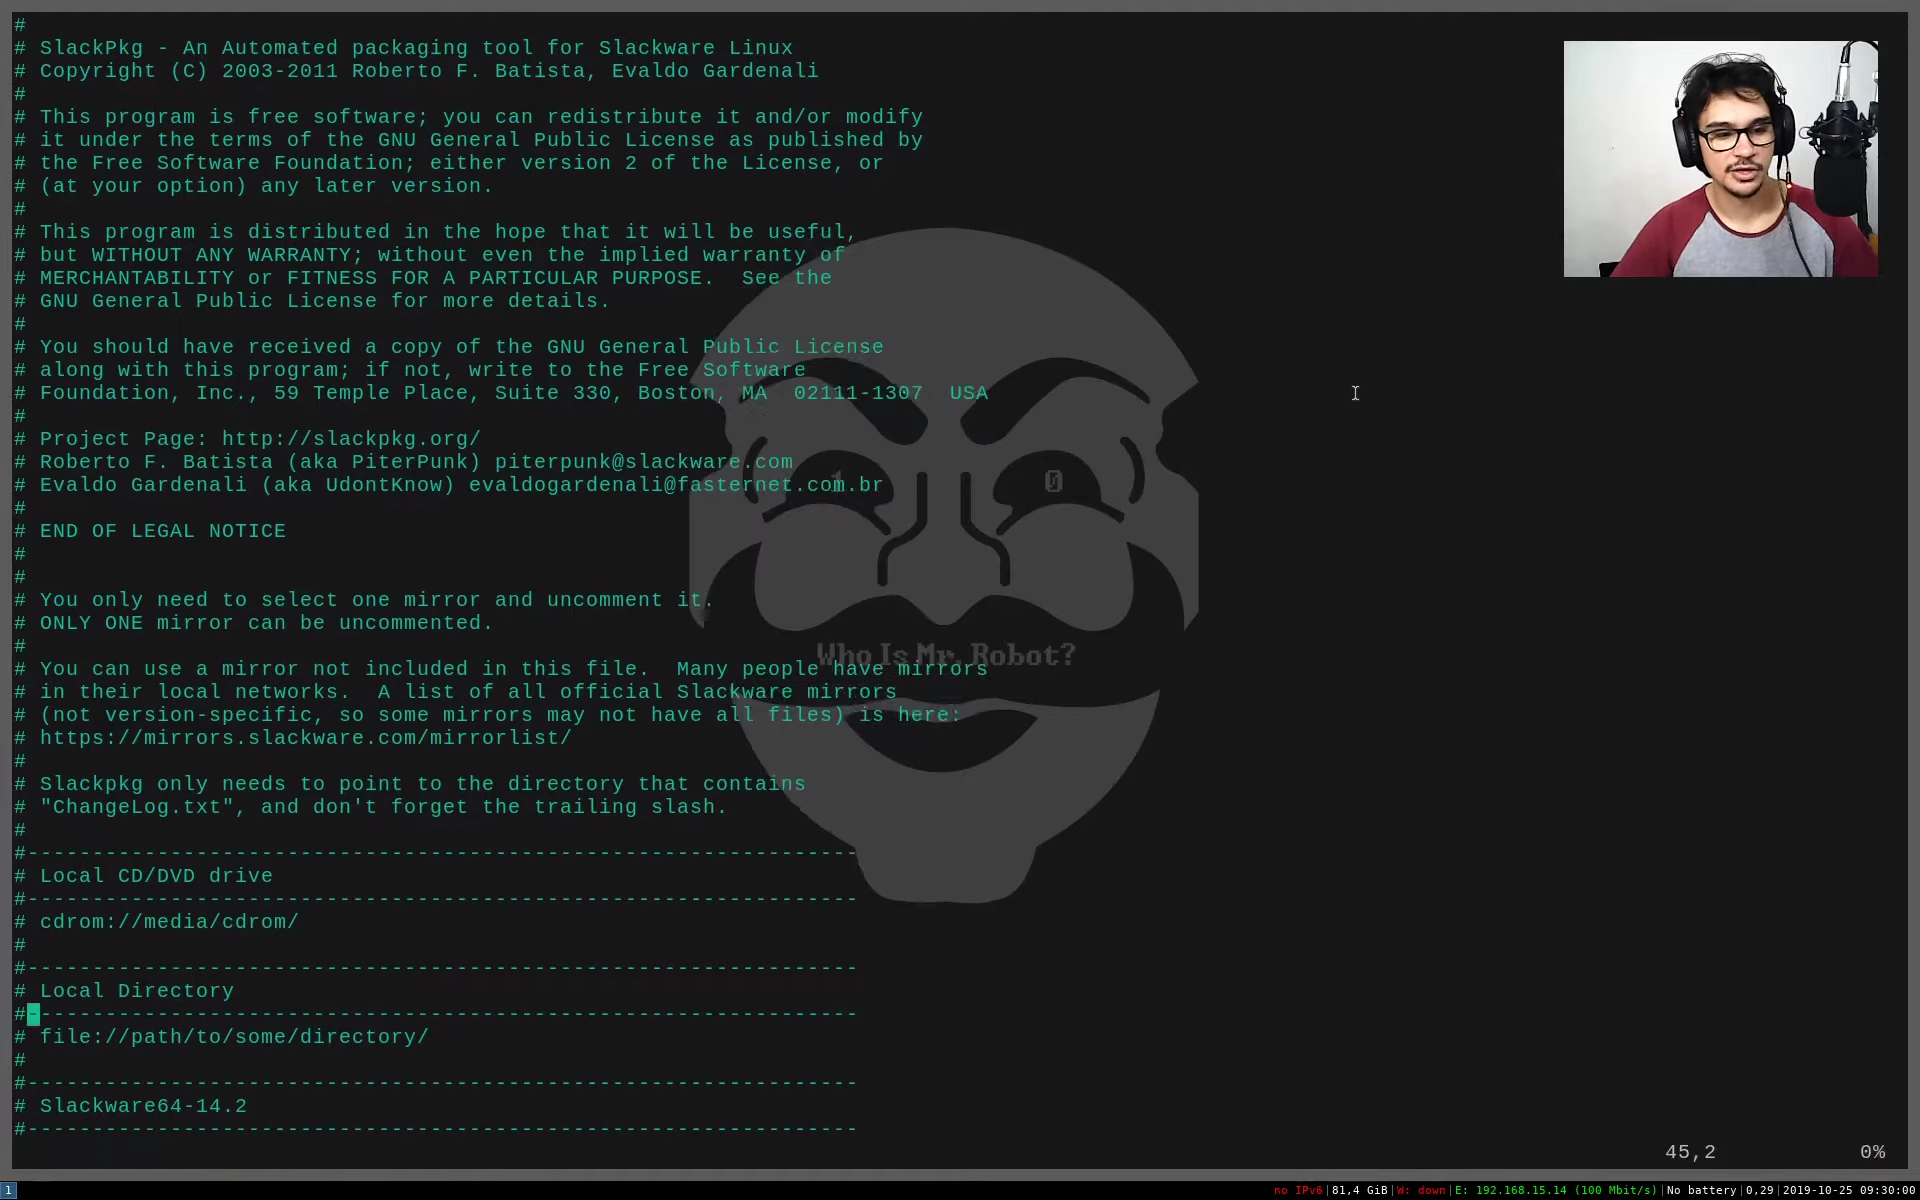 #
# SlackPkg - An Automated packaging tool for Slackware Linux
# Copyright (C) 2003-2011 Roberto F. Batista, Evaldo Gardenali
#
# This program is free software; you can redistribute it and/or modify
# it under the terms of the GNU General Public License as published by
# the Free Software Foundation; either version 2 of the License, or
# (at your option) any later version.
#
# This program is distributed in the hope that it will be useful,
# but WITHOUT ANY WARRANTY; without even the implied warranty of
# MERCHANTABILITY or FITNESS FOR A PARTICULAR PURPOSE.  See the
# GNU General Public License for more details.
#
# You should have received a copy of the GNU General Public License
# along with this program; if not, write to the Free Software
# Foundation, Inc., 59 Temple Place, Suite 330, Boston, MA  02111-1307  USA
#
# Project Page: http://slackpkg.org/
# Roberto F. Batista (aka PiterPunk) piterpunk@slackware.com
# Evaldo Gardenali (aka UdontKnow) evaldogardenali@fasternet.com.br
#
# END OF LEGAL NOTICE
#
#
# You only need to select one mirror and uncomment it.
# ONLY ONE mirror can be uncommented.
#
Who Is Mr. Robot?
# You can use a mirror not included in this file.  Many people have mirrors
# in their local networks.  A list of all official Slackware mirrors
# (not version-specific, so some mirrors may not have all files) is here:
# https://mirrors.slackware.com/mirrorlist/
#
# Slackpkg only needs to point to the directory that contains
# "ChangeLog.txt", and don't forget the trailing slash.
#
#----------------------------------------------------------------
# Local CD/DVD drive
#----------------------------------------------------------------
# cdrom://media/cdrom/
#
#----------------------------------------------------------------
# Local Directory
#----------------------------------------------------------------
# file://path/to/some/directory/
#
#----------------------------------------------------------------
# Slackware64-14.2
#----------------------------------------------------------------
45,2 0%
1 no IPv6|81,4 GiB|W: down|E: 192.168.15.14 (100 Mbit/s)|No battery|0,29|2019-10-25 09:30:00